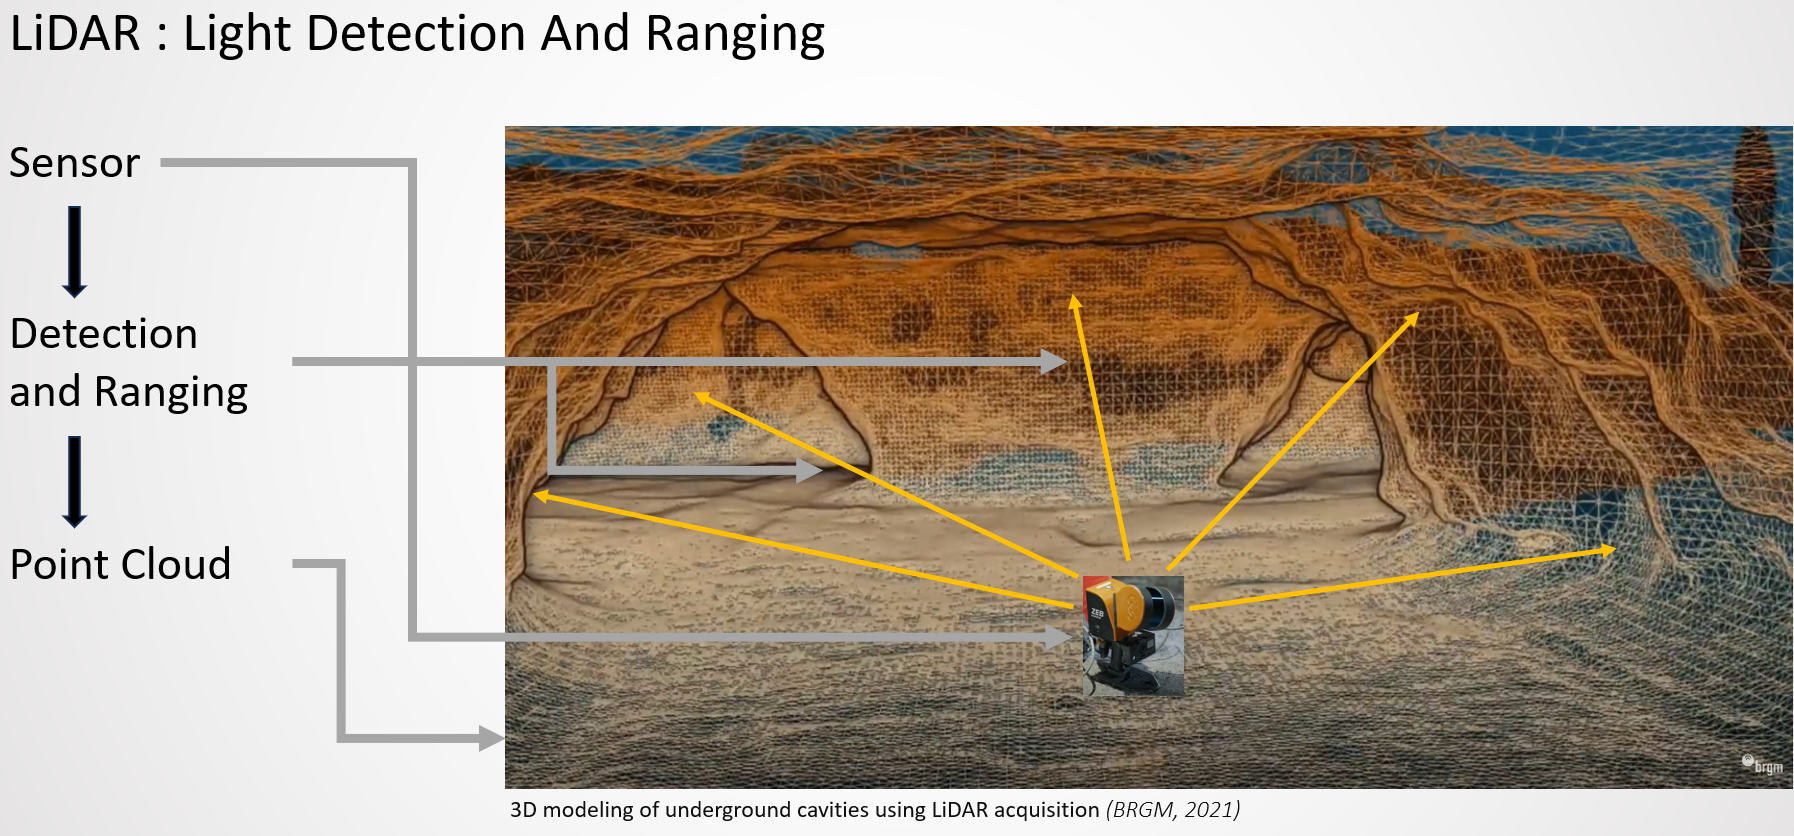 LiDAR : Light Detection And Ranging
Sensor
Detection
and Ranging
Point Cloud
ZEB
brgm
3D modeling of underground cavities using LiDAR acquisition (BRGM, 2021)